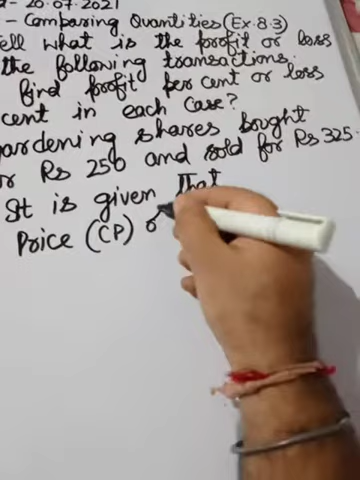 - 20.07.2021
- Comparing Quantities (Ex.8.3)
ell what is the profit or loss
the following transactions.
find profit per cent or loss
cent in each case?
ardening shears bought
or Rs 250 and sold for Rs 325.
It is given that
Price (CP) o